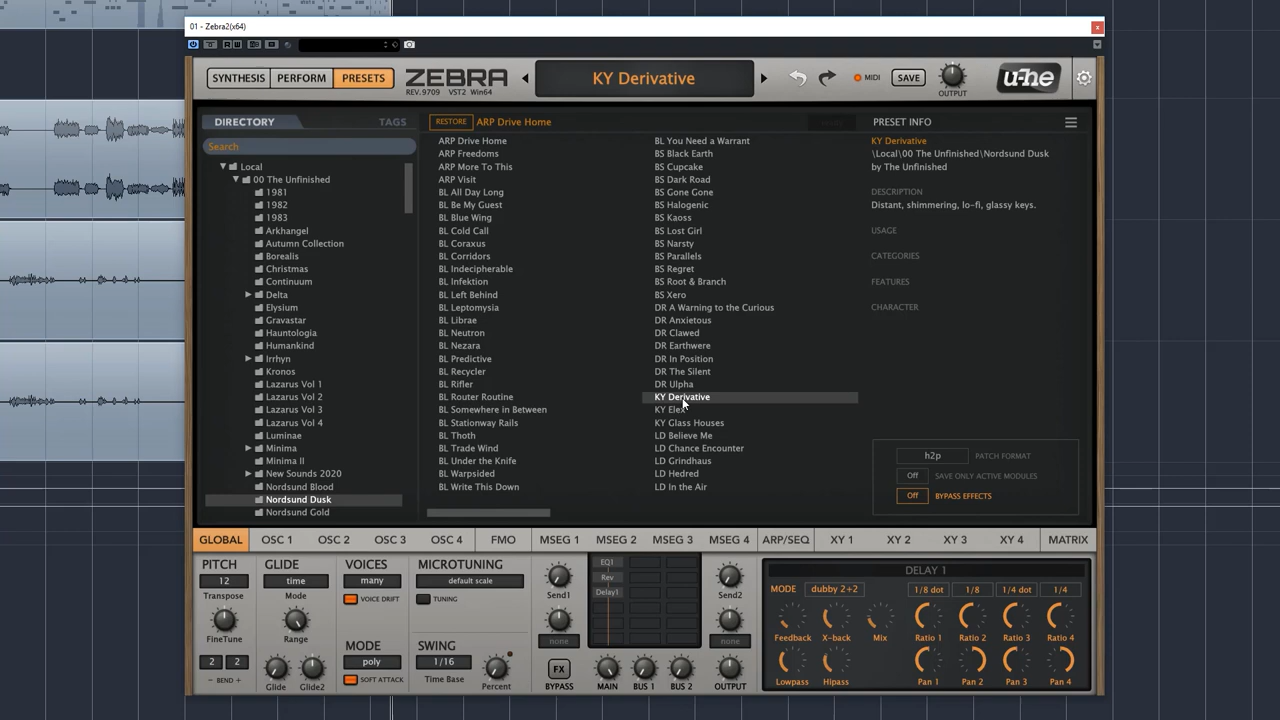 01 - Zebra2(x64)
SYNTHESIS PERFORM PRESETS
ZEBRA
REV. 9709 VST2 Win64
KY Derivative
MIDI
SAVE
OUTPUT
u-he
DIRECTORY
TAGS
Search
Local
00 The Unfinished
1981
1982
1983
Arkhangel
Autumn Collection
Borealis
Christmas
Continuum
Delta
Elysium
Gravastar
Hauntologia
Humankind
Irrhyn
Kronos
Lazarus Vol 1
Lazarus Vol 2
Lazarus Vol 3
Lazarus Vol 4
Luminae
Minima
Minima II
New Sounds 2020
Nordsund Blood
Nordsund Dusk
Nordsund Gold
RESTORE ARP Drive Home
ARP Drive Home
ARP Freedoms
ARP More To This
ARP Visit
BL All Day Long
BL Be My Guest
BL Blue Wing
BL Cold Call
BL Coraxus
BL Corridors
BL Indecipherable
BL Infektion
BL Left Behind
BL Leptomysia
BL Librae
BL Neutron
BL Nezara
BL Predictive
BL Recycler
BL Rifler
BL Router Routine
BL Somewhere in Between
BL Stationway Rails
BL Thoth
BL Trade Wind
BL Under the Knife
BL Warpsided
BL Write This Down
BL You Need a Warrant
BS Black Earth
BS Cupcake
BS Dark Road
BS Gone Gone
BS Halogenic
BS Kaoss
BS Lost Girl
BS Narsty
BS Parallels
BS Regret
BS Root & Branch
BS Xero
DR A Warning to the Curious
DR Anxious
DR Clawed
DR Earthwere
DR In Position
DR The Silent
DR Ulpha
KY Derivative
KY Elex
KY Glass Houses
LD Believe Me
LD Chance Encounter
LD Grindhaus
LD Hedred
LD In the Air
PRESET INFO
KY Derivative
\Local\00 The Unfinished\Nordsund Dusk
by The Unfinished
DESCRIPTION
Distant, shimmering, lo-fi, glassy keys.
USAGE
CATEGORIES
FEATURES
CHARACTER
h2p PATCH FORMAT
Off SAVE ONLY ACTIVE MODULES
Off BYPASS EFFECTS
GLOBAL OSC 1 OSC 2 OSC 3 OSC 4 FMO MSEG 1 MSEG 2 MSEG 3 MSEG 4 ARP/SEQ XY 1 XY 2 XY 3 XY 4 MATRIX
PITCH
12
Transpose
FineTune
2 2
- BEND +
GLIDE
time
Mode
Range
Glide Glide2
VOICES
many
VOICE DRIFT
MODE
poly
SOFT ATTACK
MICROTUNING
default scale
TUNING
SWING
1/16
Time Base Percent
Send1
none
EQ1
Rev
Delay1
Send2
none
FX
BYPASS MAIN BUS 1 BUS 2 OUTPUT
DELAY 1
MODE dubby 2+2 1/8 dot 1/8 1/4 dot 1/4
Feedback X-back Mix Ratio 1 Ratio 2 Ratio 3 Ratio 4
Lowpass Hipass Pan 1 Pan 2 Pan 3 Pan 4